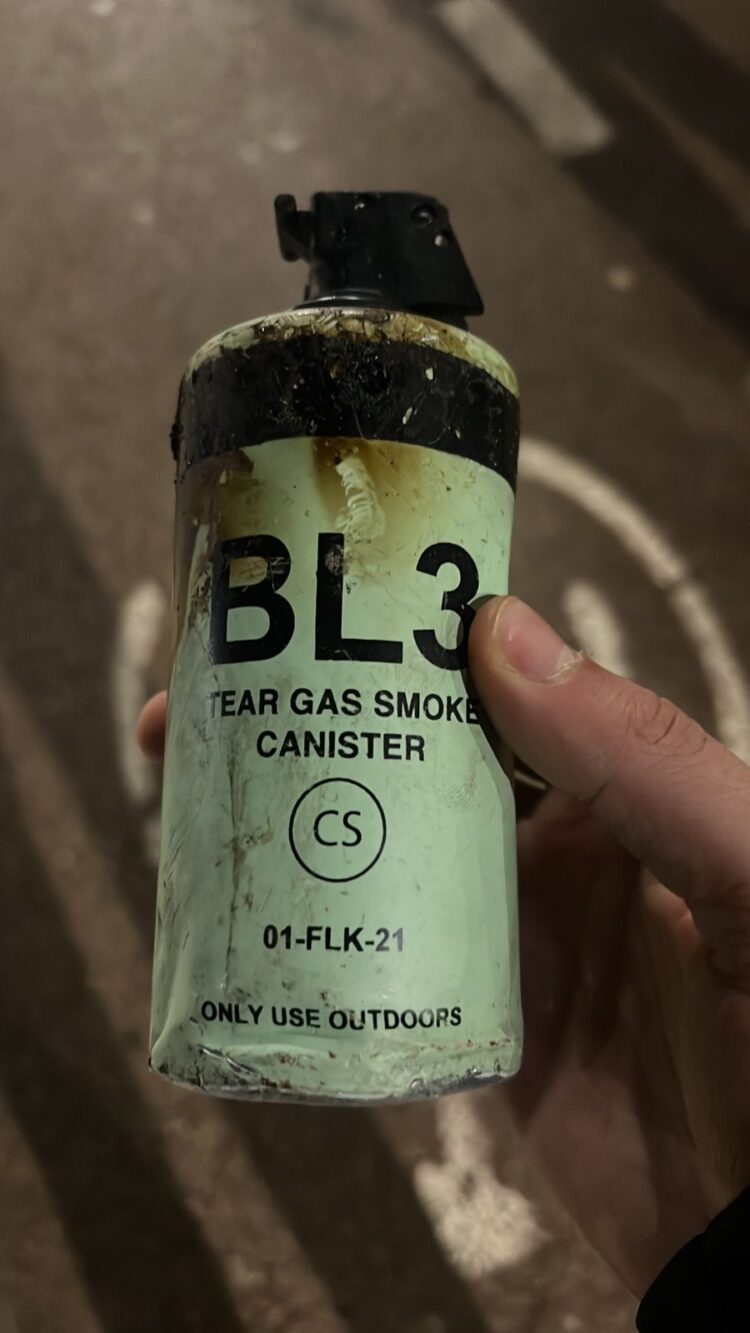 BL3
TEAR GAS SMOKE
CANISTER
CS
01-FLK-21
ONLY USE OUTDOORS